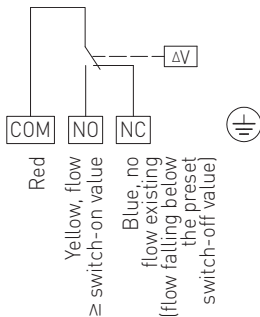 ΔV
COM
NO
NC
Red
Yellow, flow
≥ switch-on value
Blue, no
flow existing
(flow falling below
the preset
switch-off value)